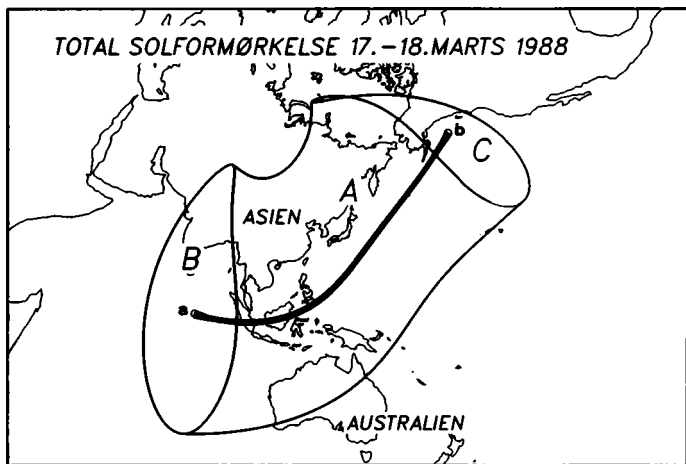 TOTAL SOLFORMØRKELSE 17.-18.MARTS 1988
b
C
A
ASIEN
B
a
AUSTRALIEN